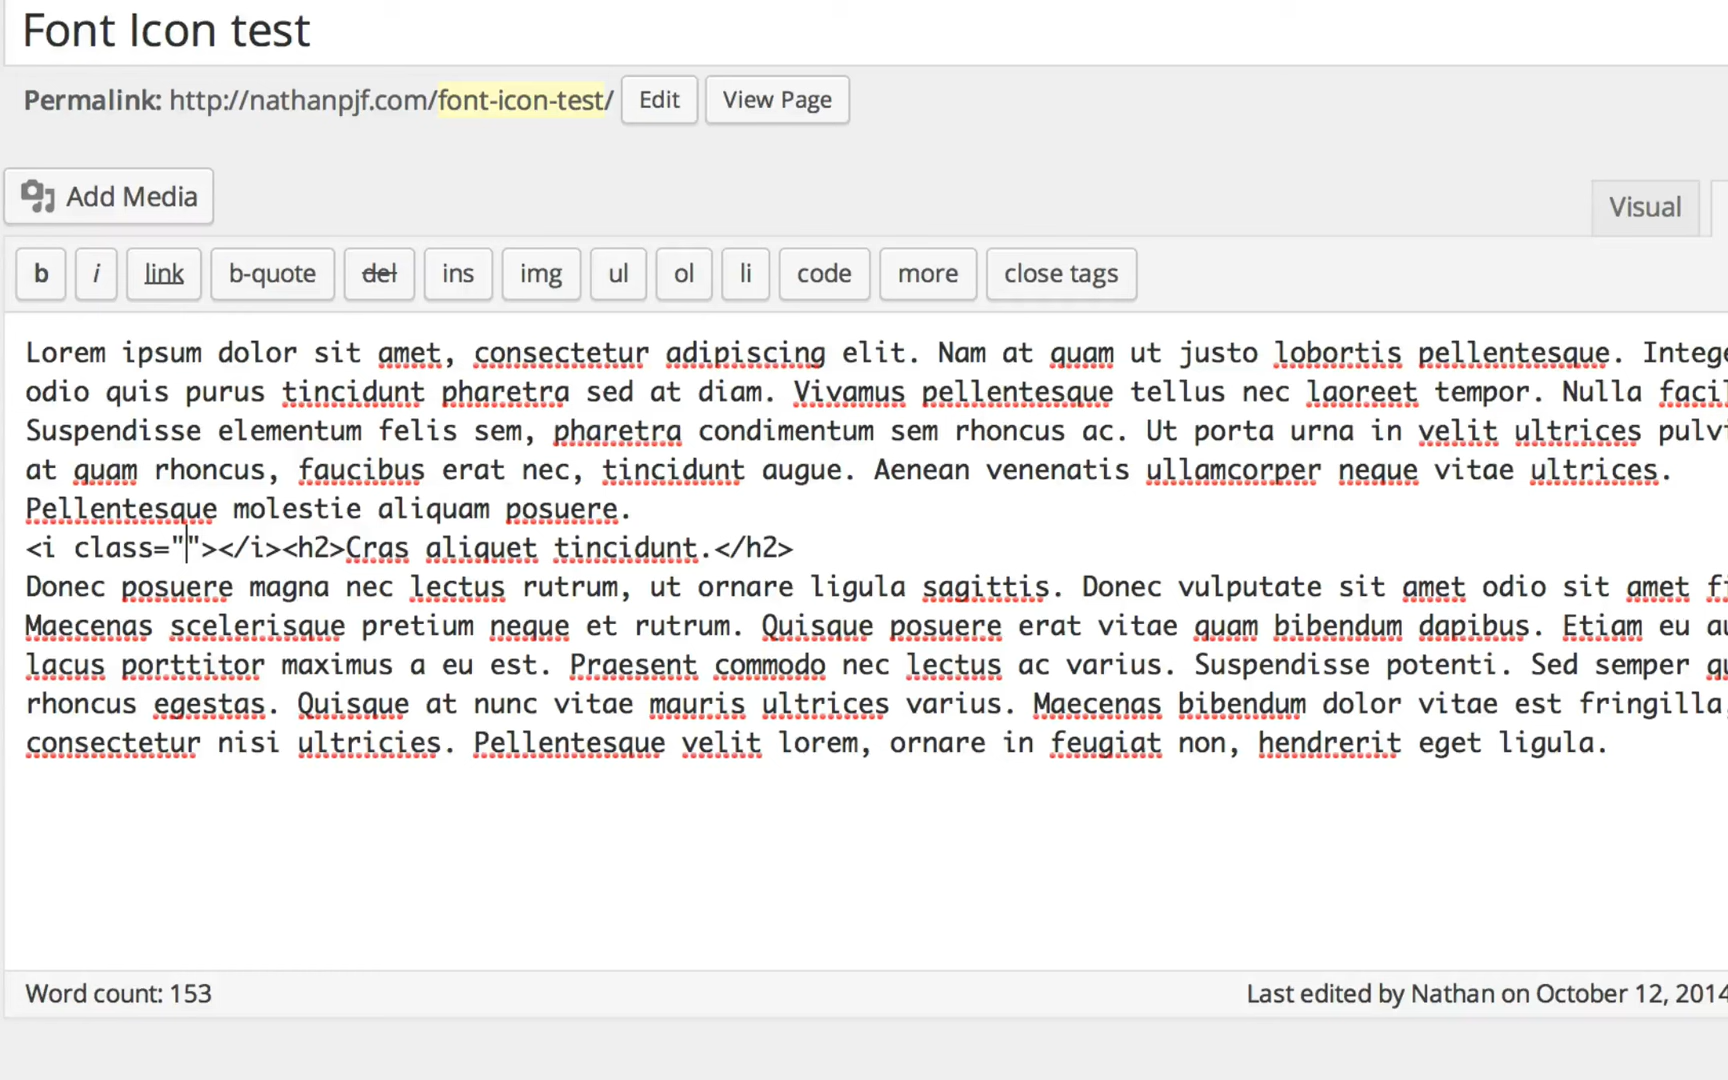 Font Icon test
Permalink: http://nathanpjf.com/font-icon-test/ Edit View Page
Add Media
Visual
b i link b-quote del ins img ul ol li code more close tags
Lorem ipsum dolor sit amet, consectetur adipiscing elit. Nam at quam ut justo lobortis pellentesque. Intege
odio quis purus tincidunt pharetra sed at diam. Vivamus pellentesque tellus nec laoreet tempor. Nulla facil
Suspendisse elementum felis sem, pharetra condimentum sem rhoncus ac. Ut porta urna in velit ultrices pulvi
at quam rhoncus, faucibus erat nec, tincidunt augue. Aenean venenatis ullamcorper neque vitae ultrices.
Pellentesque molestie aliquam posuere.
<i class=""></i><h2>Cras aliquet tincidunt.</h2>
Donec posuere magna nec lectus rutrum, ut ornare ligula sagittis. Donec vulputate sit amet odio sit amet fi
Maecenas scelerisque pretium neque et rutrum. Quisque posuere erat vitae quam bibendum dapibus. Etiam eu au
lacus porttitor maximus a eu est. Praesent commodo nec lectus ac varius. Suspendisse potenti. Sed semper qu
rhoncus egestas. Quisque at nunc vitae mauris ultrices varius. Maecenas bibendum dolor vitae est fringilla,
consectetur nisi ultricies. Pellentesque velit lorem, ornare in feugiat non, hendrerit eget ligula.
Word count: 153
Last edited by Nathan on October 12, 2014